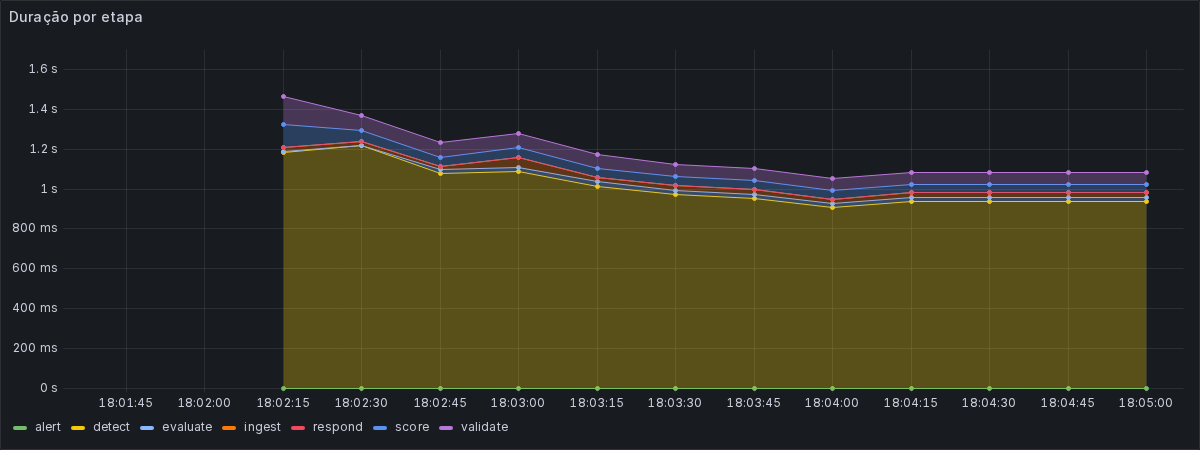 Duração por etapa
1.6 s
1.4 s
1.2 s
1 s
800 ms
600 ms
400 ms
200 ms
0 s
18:01:45 18:02:00 18:02:15 18:02:30 18:02:45 18:03:00 18:03:15 18:03:30 18:03:45 18:04:00 18:04:15 18:04:30 18:04:45 18:05:00
alert detect evaluate ingest respond score validate